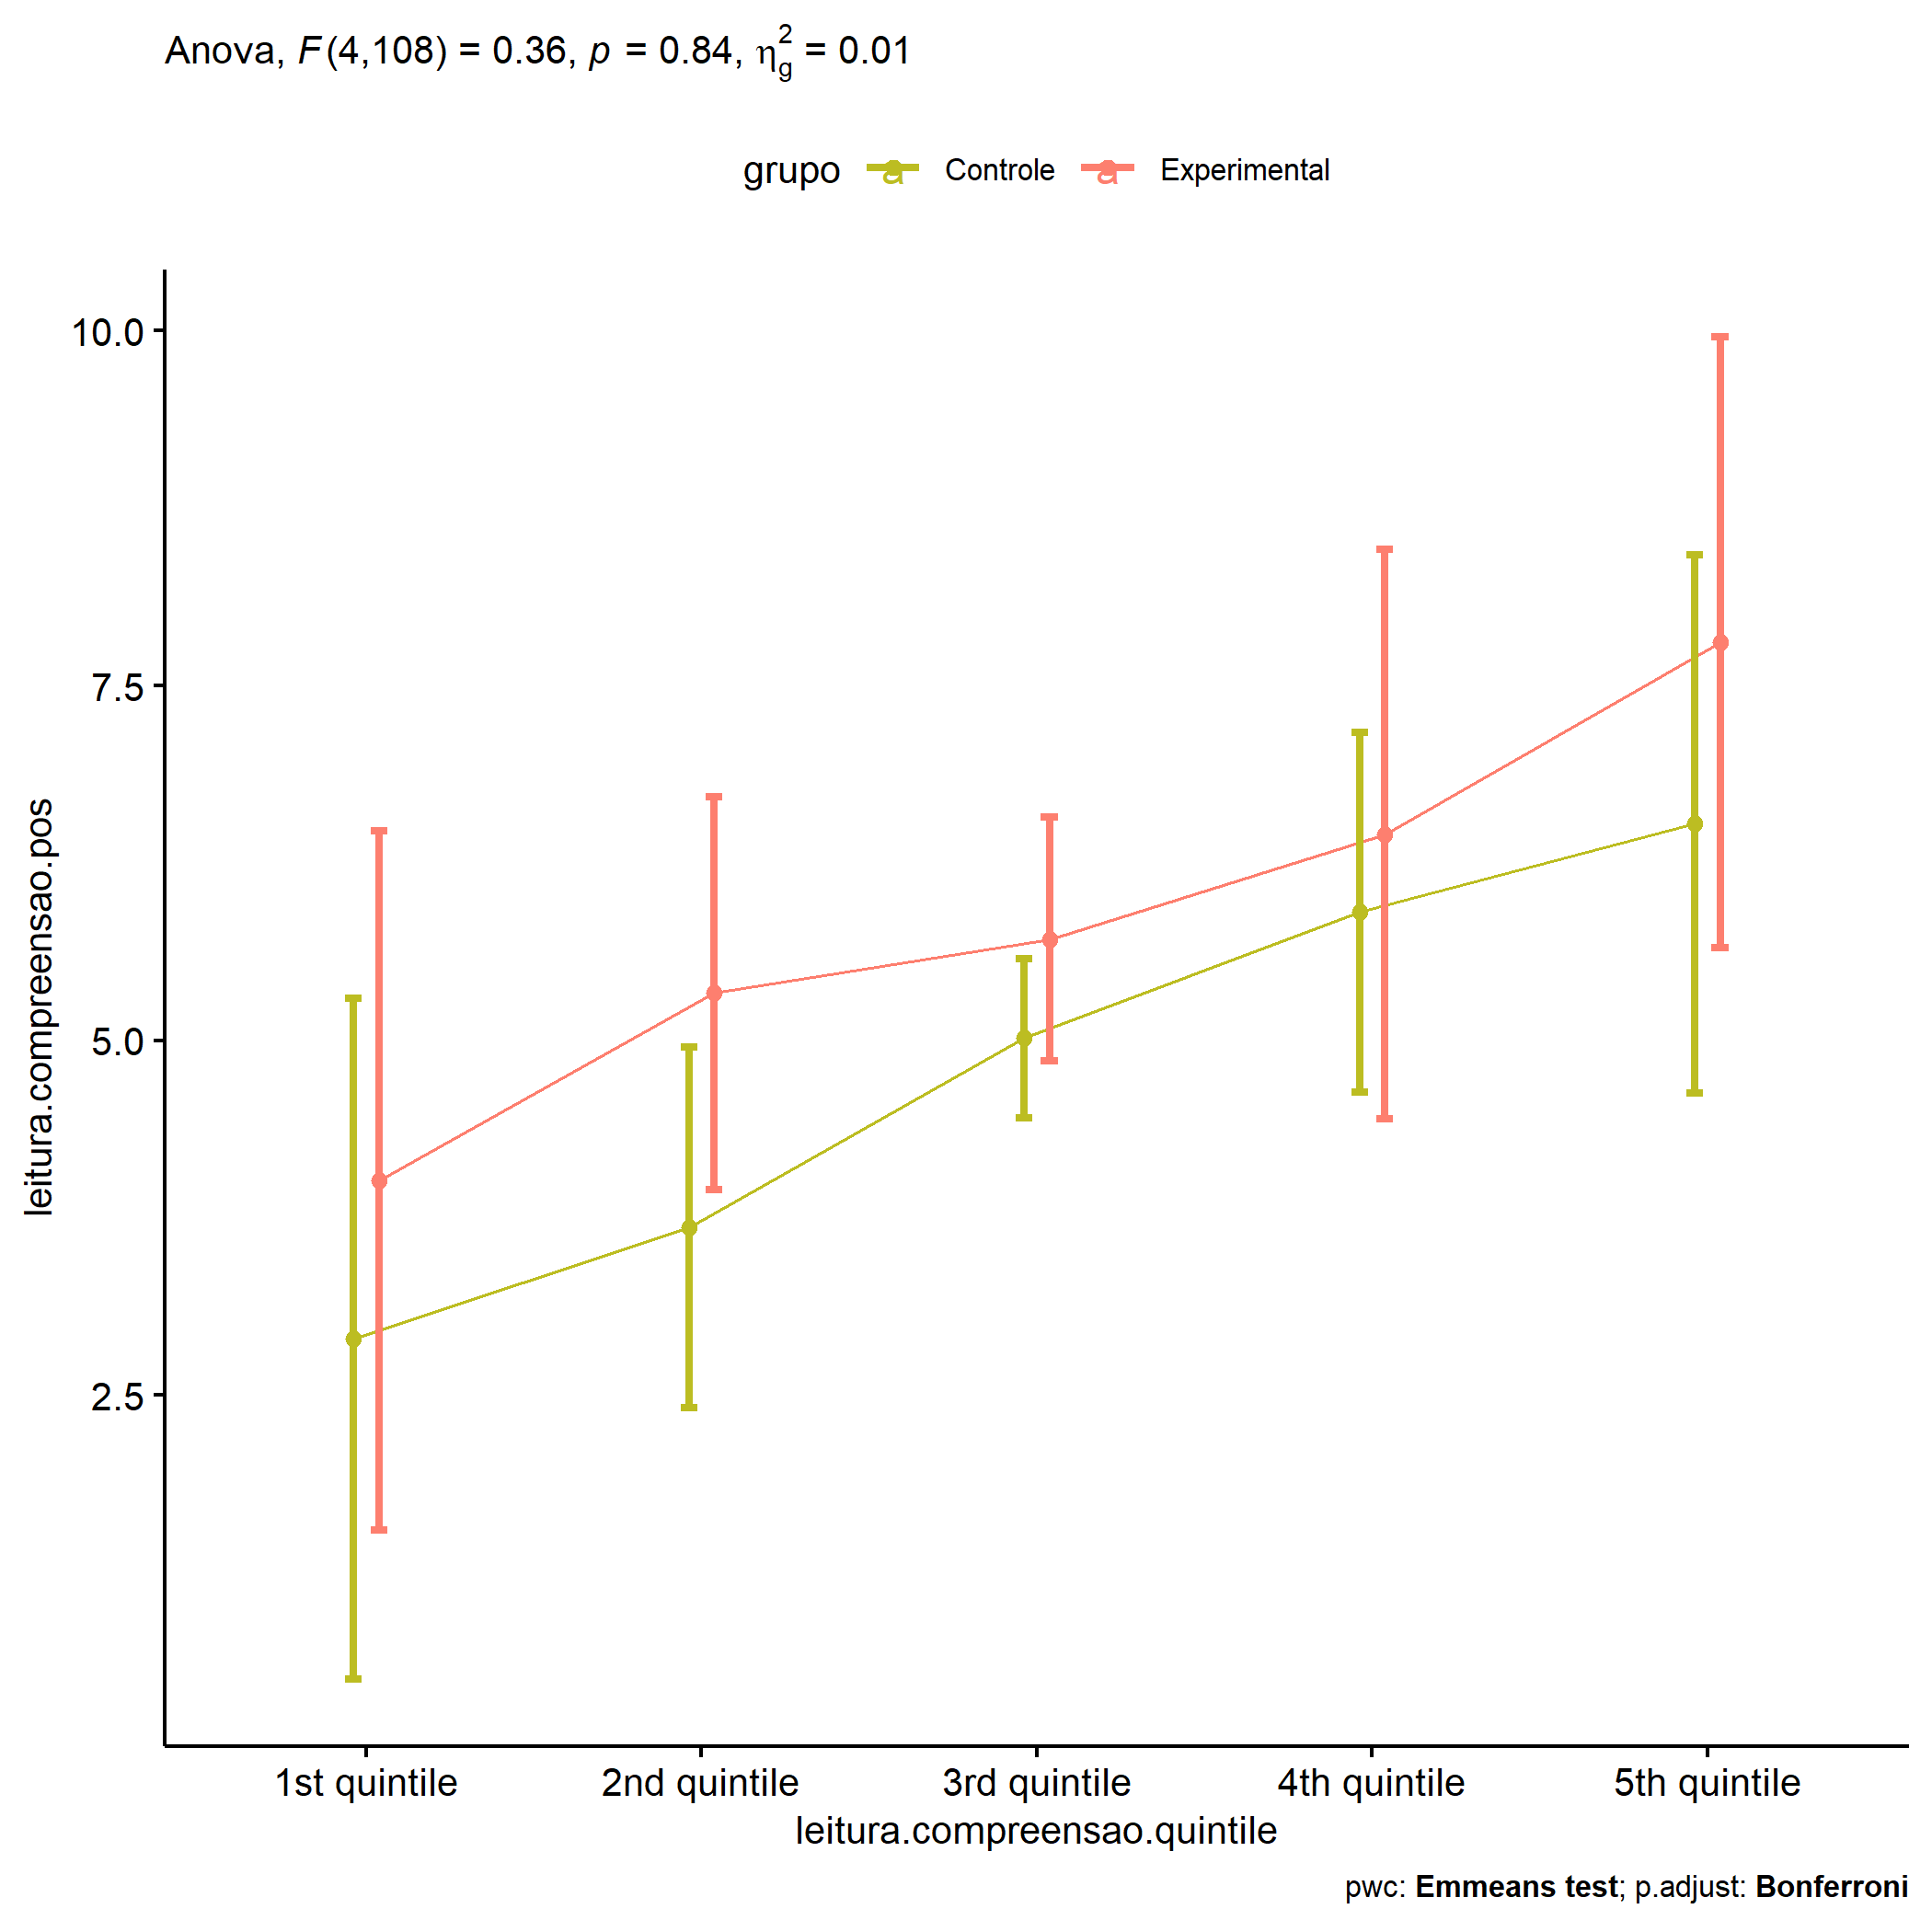 Anova, F(4,108) = 0.36, p = 0.84, η²g = 0.01
grupo a Controle a Experimental
10.0
7.5
5.0
2.5
leitura.compreensao.pos
1st quintile 2nd quintile 3rd quintile 4th quintile 5th quintile
leitura.compreensao.quintile
pwc: Emmeans test; p.adjust: Bonferroni